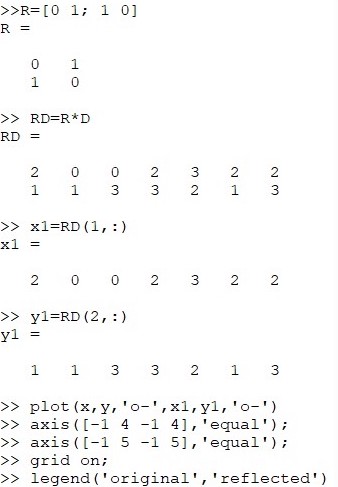 >>R=[0 1; 1 0]
R =
0 1
1 0
>> RD=R*D
RD =
2 0 0 2 3 2 2
1 1 3 3 2 1 3
>> x1=RD(1,:)
x1 =
2 0 0 2 3 2 2
>> y1=RD(2,:)
y1 =
1 1 3 3 2 1 3
>> plot(x,y,'o-',x1,y1,'o-')
>> axis([-1 4 -1 4],'equal');
>> axis([-1 5 -1 5],'equal');
>> grid on;
>> legend('original','reflected')